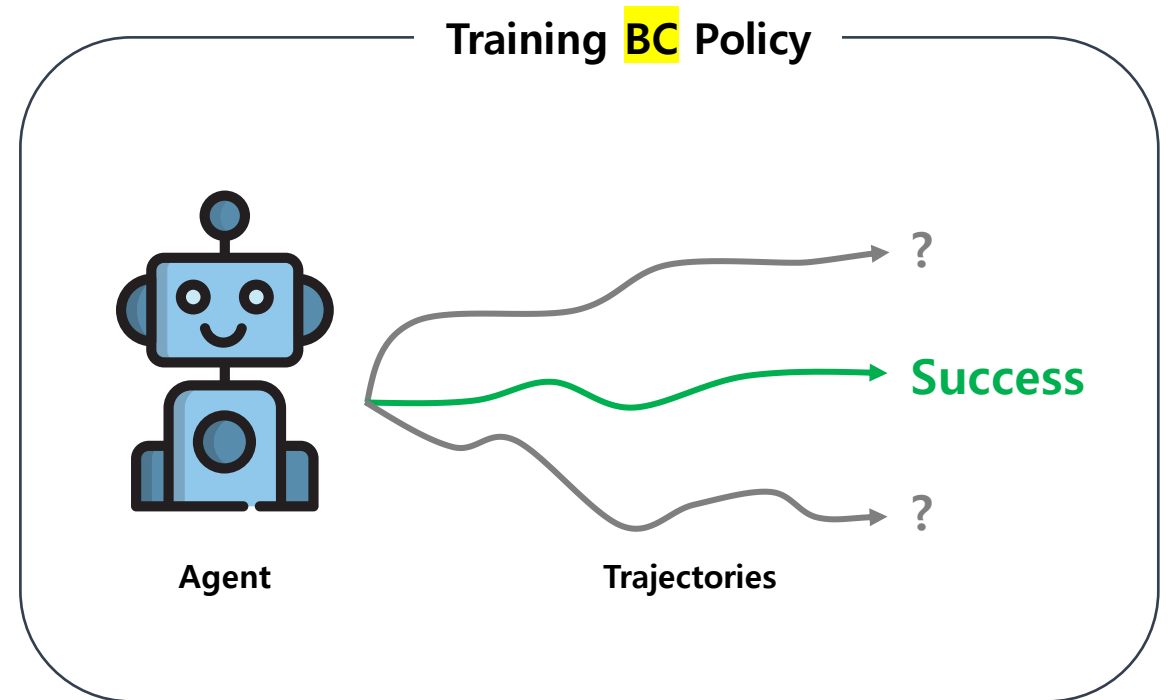 Training BC Policy
?
Success
?
Agent
Trajectories